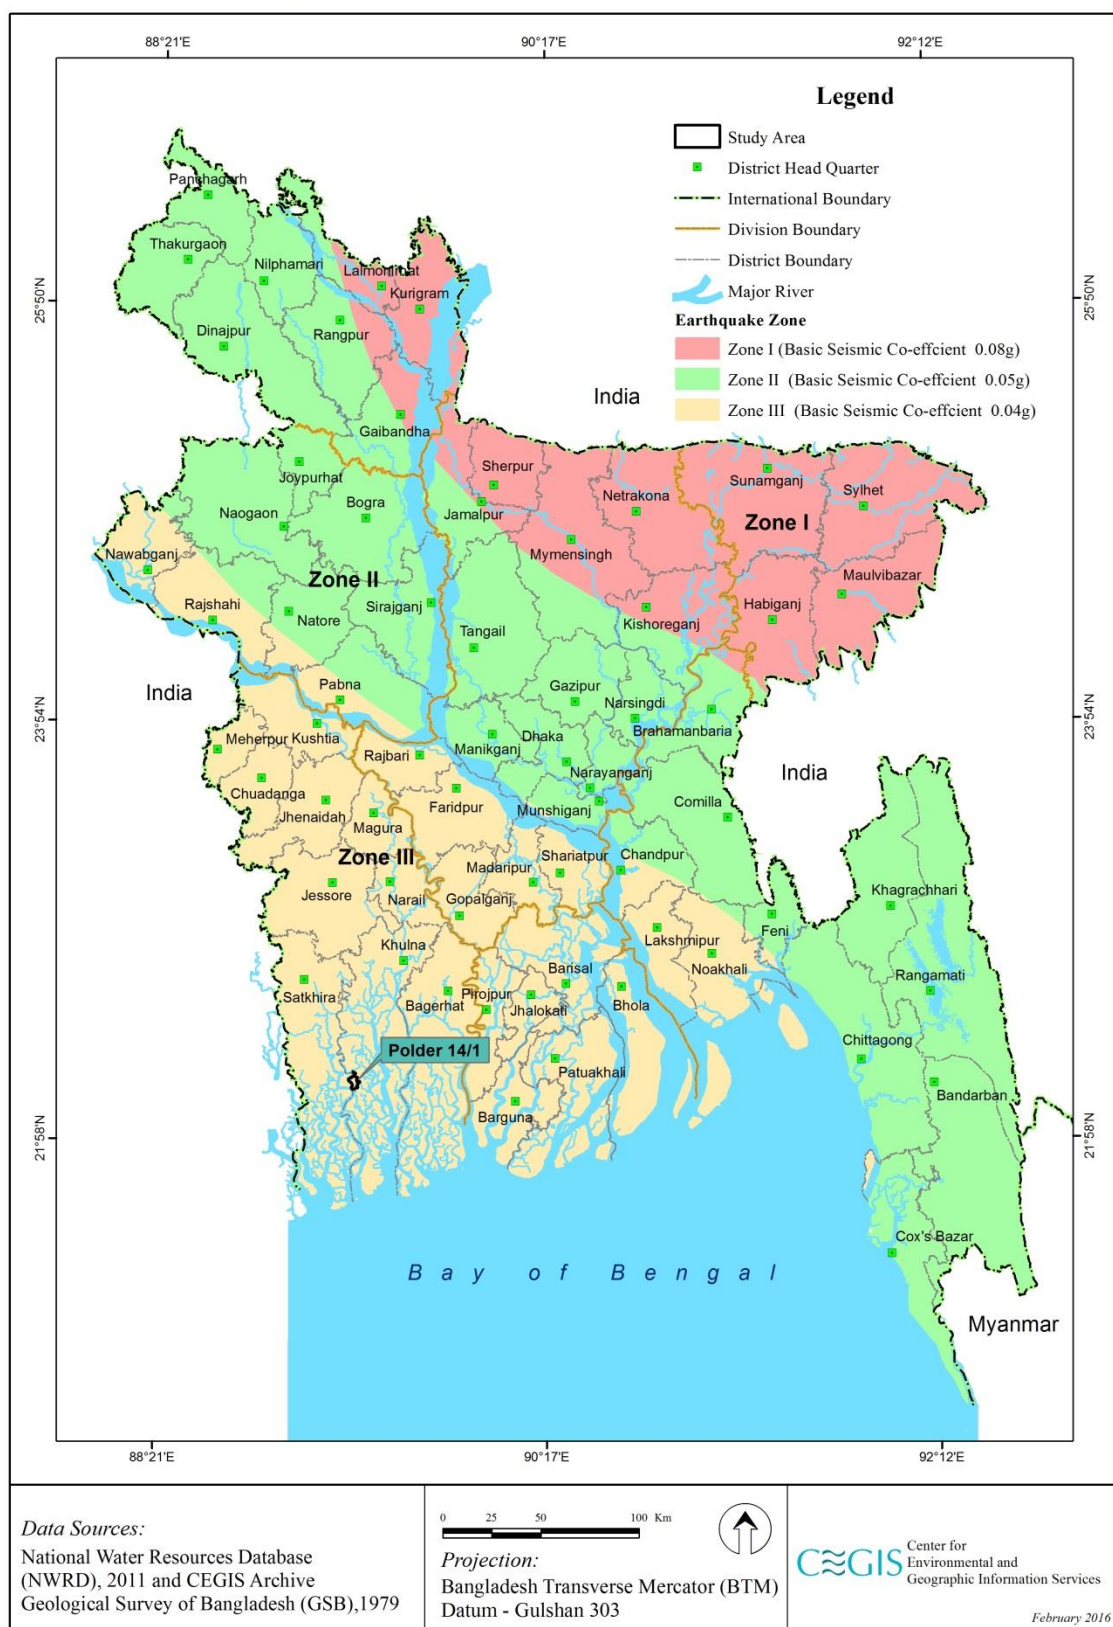 88°21'E
90°17'E
92°12'E
Legend
Study Area
District Head Quarter
International Boundary
Division Boundary
District Boundary
Major River
Earthquake Zone
Zone I (Basic Seismic Co-effcient 0.08g)
Zone II (Basic Seismic Co-effcient 0.05g)
Zone III (Basic Seismic Co-effcient 0.04g)
Panchagarh
Thakurgaon
Nilphamari
Lalmonirhat
Kurigram
25°50'N
25°50'N
Dinajpur
Rangpur
India
Gaibandha
Joypurhat
Sherpur
Sunamganj
Bogra
Netrakona
Sylhet
Naogaon
Jamalpur
Zone I
Mymensingh
Nawabganj
Zone II
Maulvibazar
Rajshahi
Sirajganj
Habiganj
Natore
Kishoreganj
Tangail
India
Pabna
Gazipur
Narsingdi
23°54'N
23°54'N
Meherpur
Kushtia
Manikganj
Dhaka
Brahamanbaria
Rajbari
Narayanganj
India
Chuadanga
Faridpur
Munshiganj
Comilla
Jhenaidah
Magura
Zone III
Shariatpur
Chandpur
Madaripur
Khagrachhari
Jessore
Narail
Gopalganj
Feni
Lakshmipur
Khulna
Noakhali
Barisal
Rangamati
Satkhira
Bagerhat
Pirojpur
Jhalokati
Bhola
Chittagong
Polder 14/1
Patuakhali
Bandarban
Barguna
21°58'N
21°58'N
Cox's Bazar
Bay of Bengal
Myanmar
88°21'E
90°17'E
92°12'E
Data Sources:
National Water Resources Database
(NWRD), 2011 and CEGIS Archive
Geological Survey of Bangladesh (GSB),1979
0 25 50 100 Km
Projection:
Bangladesh Transverse Mercator (BTM)
Datum - Gulshan 303
CEGIS
Center for
Environmental and
Geographic Information Services
February 2016